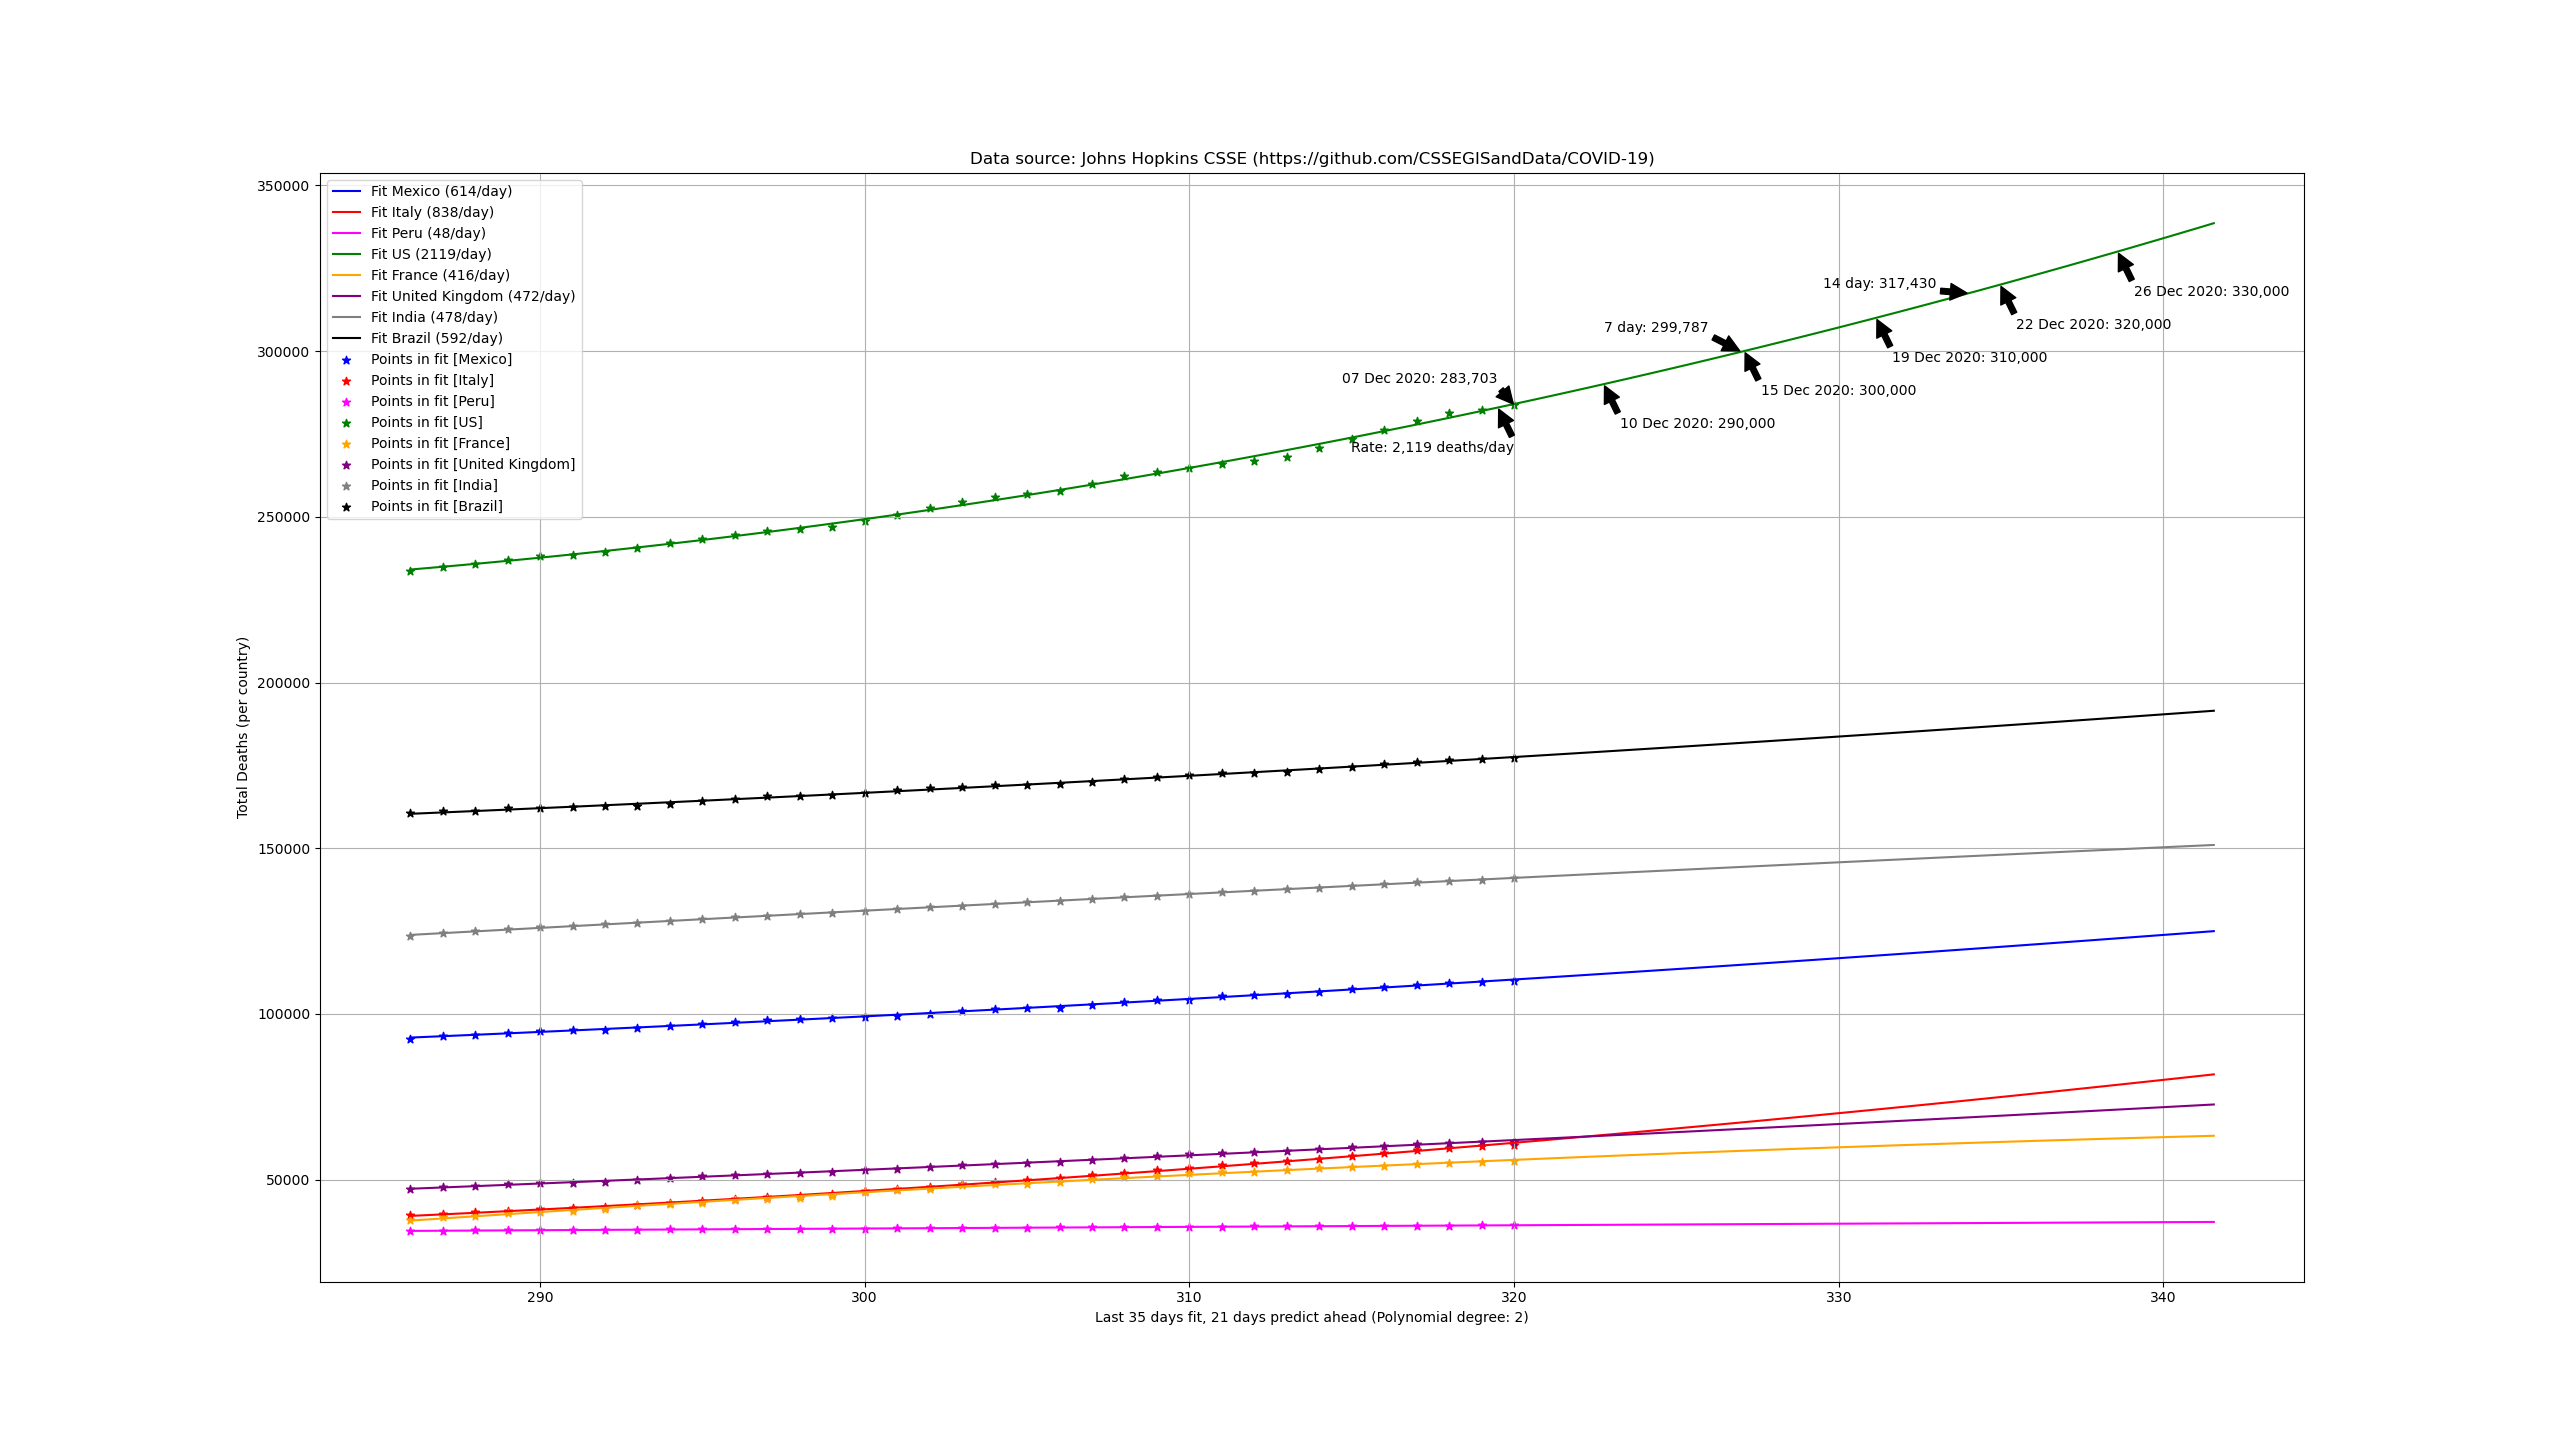 Data source: Johns Hopkins CSSE (https://github.com/CSSEGISandData/COVID-19)
350000
300000
250000
200000
150000
100000
50000
Total Deaths (per country)
Fit Mexico (614/day)
Fit Italy (838/day)
Fit Peru (48/day)
Fit US (2119/day)
Fit France (416/day)
Fit United Kingdom (472/day)
Fit India (478/day)
Fit Brazil (592/day)
Points in fit [Mexico]
Points in fit [Italy]
Points in fit [Peru]
Points in fit [US]
Points in fit [France]
Points in fit [United Kingdom]
Points in fit [India]
Points in fit [Brazil]
14 day: 317,430
26 Dec 2020: 330,000
22 Dec 2020: 320,000
7 day: 299,787
19 Dec 2020: 310,000
07 Dec 2020: 283,703
15 Dec 2020: 300,000
10 Dec 2020: 290,000
Rate: 2,119 deaths/day
290
300
310
320
330
340
Last 35 days fit, 21 days predict ahead (Polynomial degree: 2)